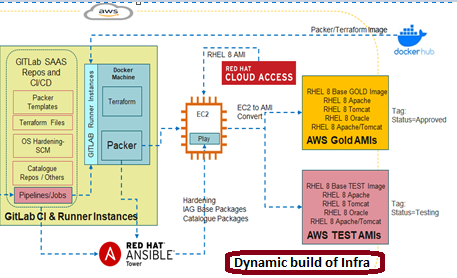 aws
Packer/Terraform Image
dockerhub
GITLab SAAS
Repos and
CI/CD
Packer
Templates
Terraform Files
OS Hardening-
SCM
Catalogue
Repos / Others
Pipelines/Jobs
GitLab CI & Runner Instances
GITLAB Runner Instances
Docker
Machine
Terraform
Packer
RHEL 8 AMI
RED HAT
CLOUD ACCESS
EC2
Play
EC2 to AMI
Convert
RHEL 8 Base GOLD Image
RHEL 8 Apache
RHEL 8 Tomcat
RHEL 8 Oracle
RHEL 8 Apache/Tomcat
AWS Gold AMIs
Tag:
Status=Approved
RHEL 8 Base TEST Image
RHEL 8 Apache
RHEL 8 Tomcat
RHEL 8 Oracle
RHEL 8 Apache/Tomcat
AWS TEST AMIs
Tag:
Status=Testing
Hardening
IAG Base Packages
Catalogue Packages
RED HAT
ANSIBLE
Tower
Dynamic build of Infra